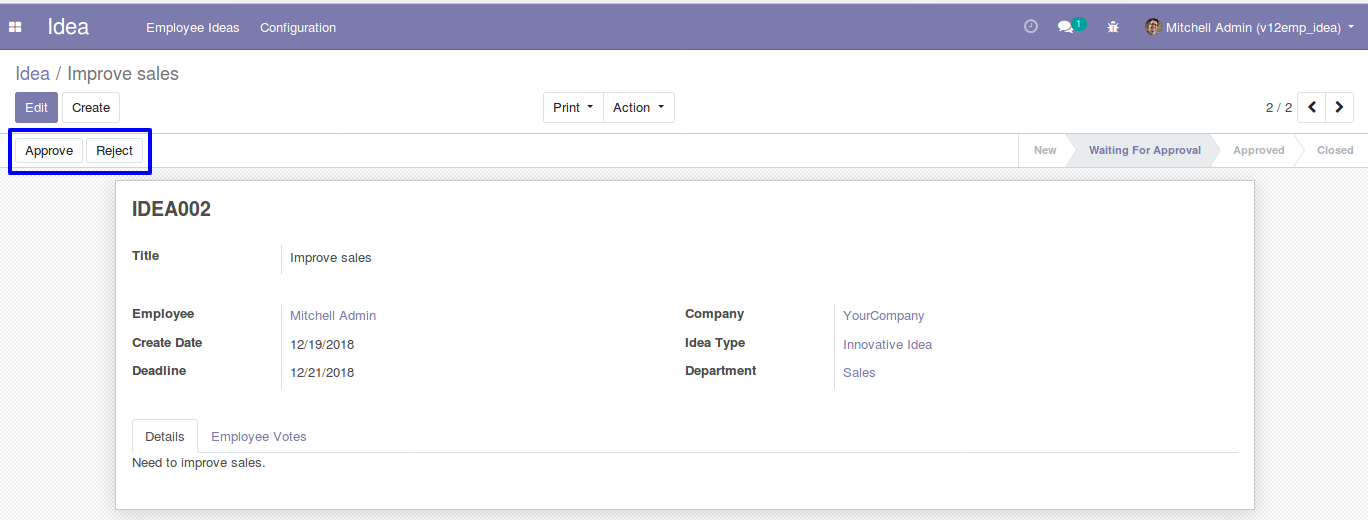 Idea Employee Ideas Configuration 1 Mitchell Admin (v12emp_idea)
Idea / Improve sales
Edit Create Print Action 2 / 2
Approve Reject New Waiting For Approval Approved Closed
IDEA002
Title Improve sales
Employee Mitchell Admin Company YourCompany
Create Date 12/19/2018 Idea Type Innovative Idea
Deadline 12/21/2018 Department Sales
Details Employee Votes
Need to improve sales.